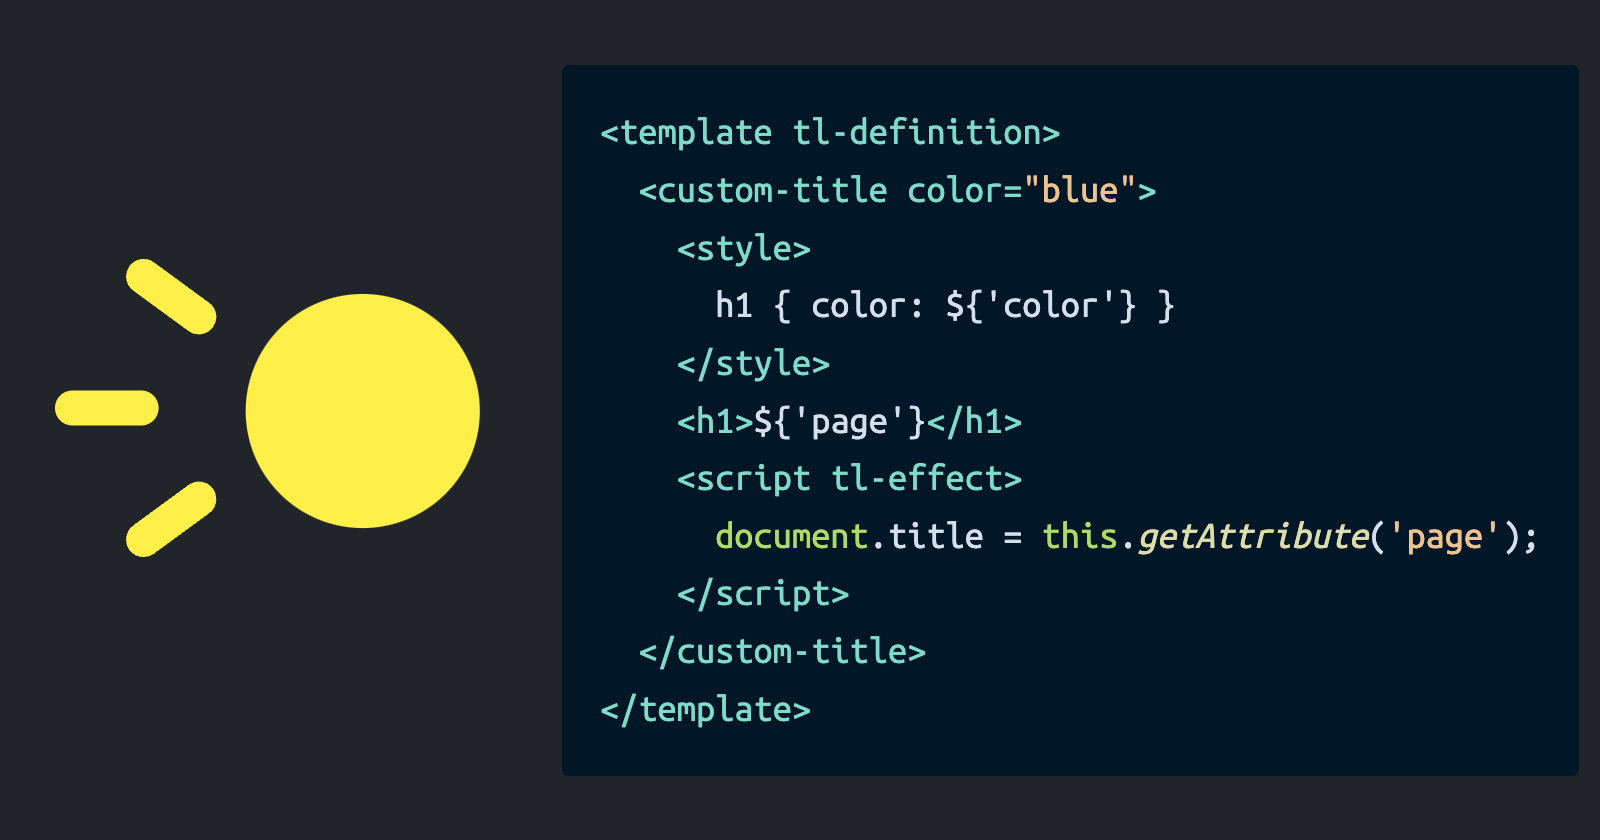 <template tl-definition>
<custom-title color="blue">
<style>
h1 { color: ${'color'} }
</style>
<h1>${'page'}</h1>
<script tl-effect>
document.title = this.getAttribute('page');
</script>
</custom-title>
</template>